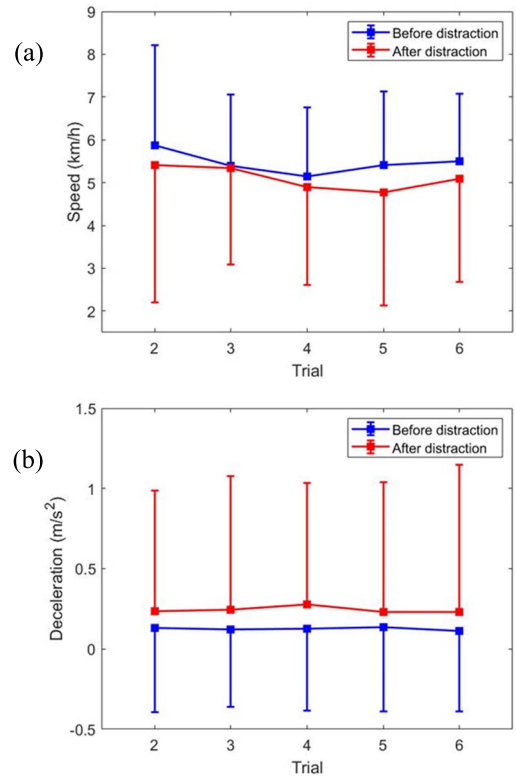 (a)
9
8
7
6
5
4
3
2
Speed (km/h)
Before distraction
After distraction
2 3 4 5 6
Trial
(b)
1.5
1
0.5
0
-0.5
Deceleration (m/s²)
Before distraction
After distraction
2 3 4 5 6
Trial